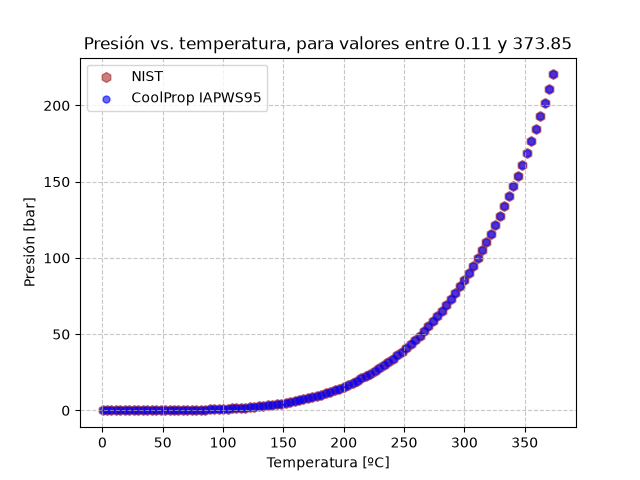 Presión vs. temperatura, para valores entre 0.11 y 373.85
NIST
CoolProp IAPWS95
Presión [bar]
200
150
100
50
0
0 50 100 150 200 250 300 350
Temperatura [ºC]